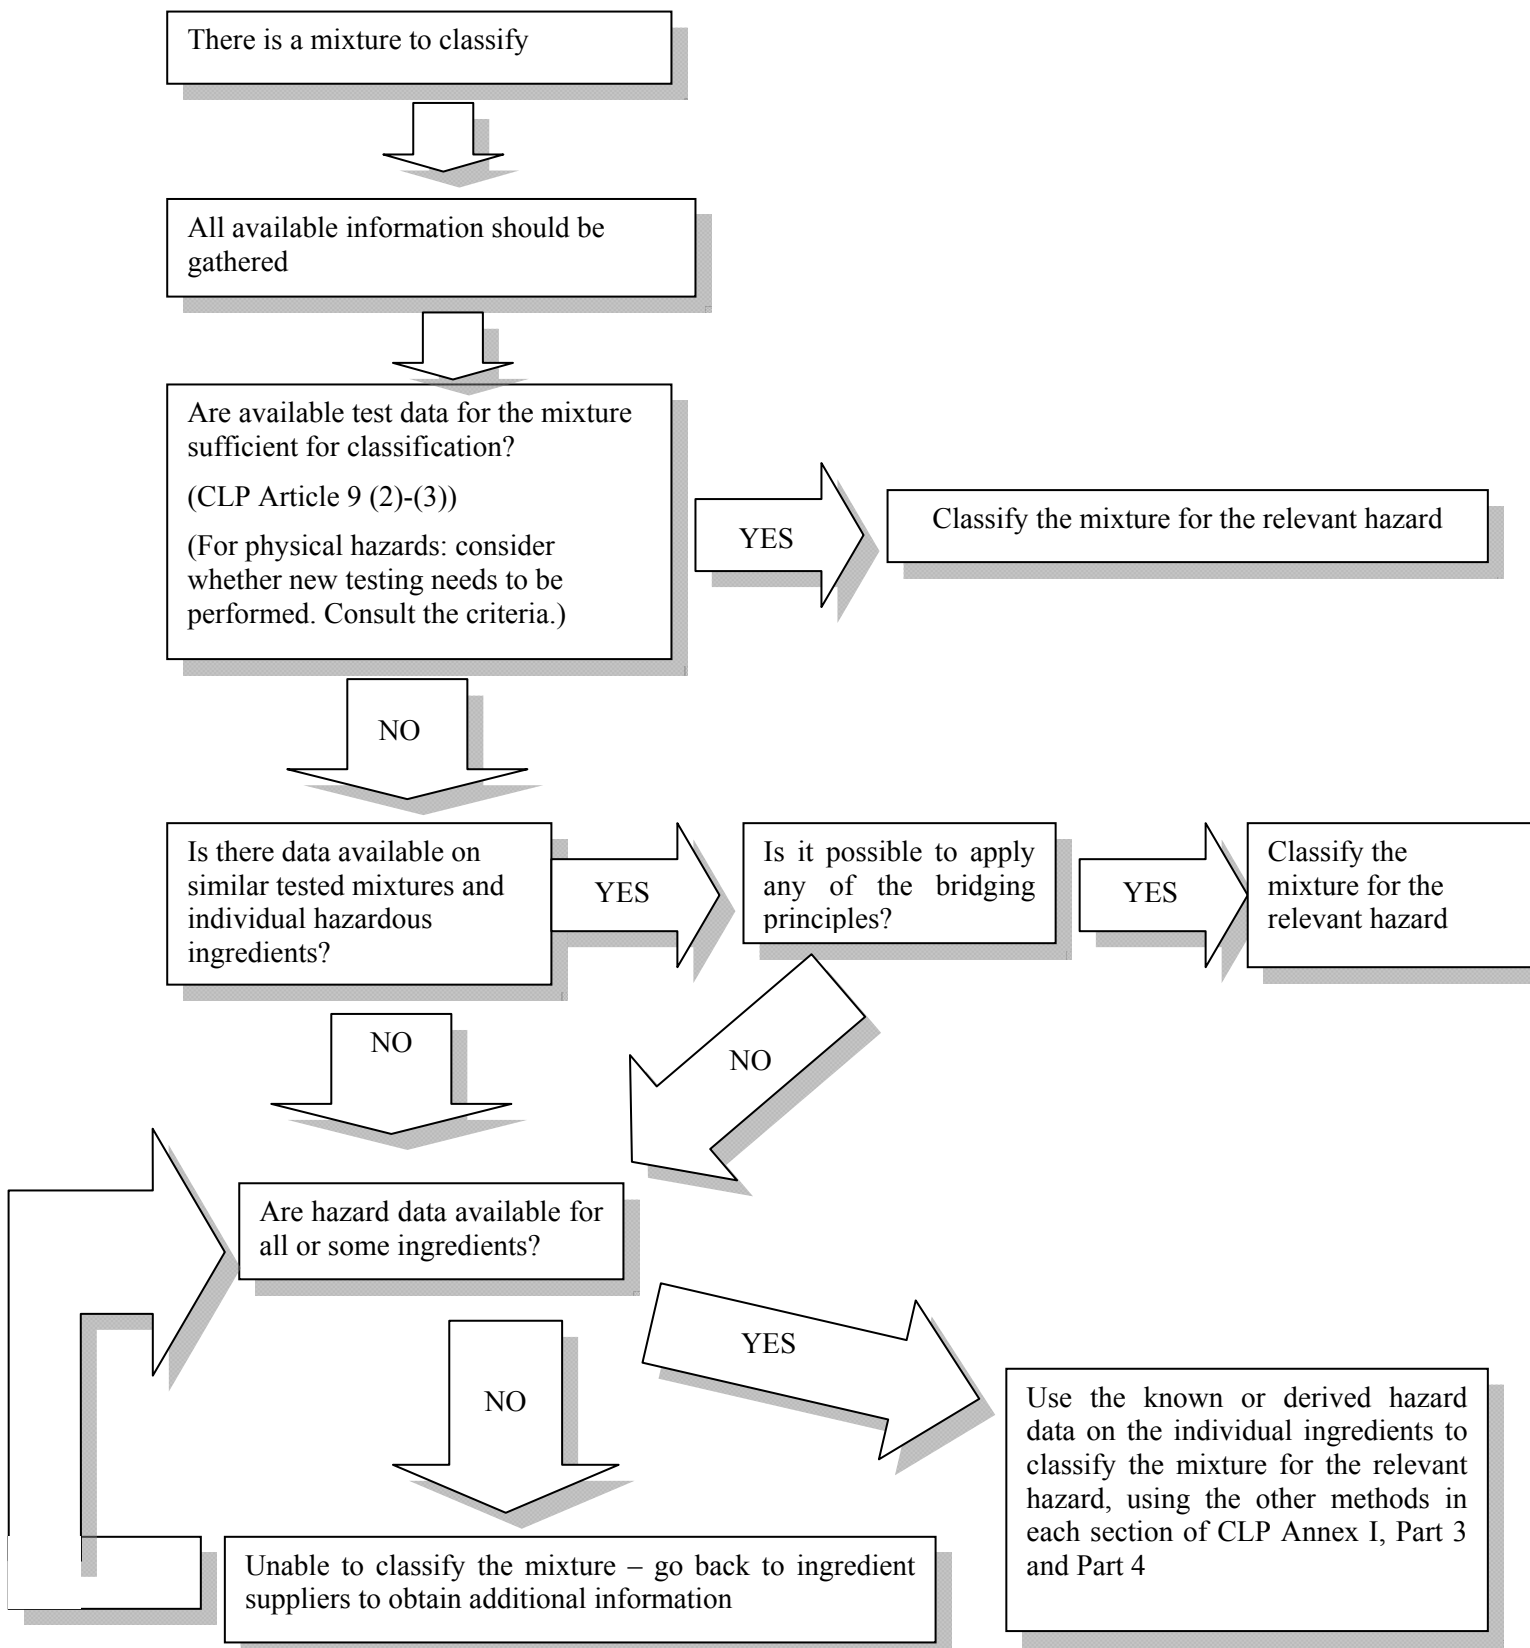 There is a mixture to classify
All available information should be
gathered
Are available test data for the mixture
sufficient for classification?
(CLP Article 9 (2)-(3))
(For physical hazards: consider
whether new testing needs to be
performed. Consult the criteria.)
YES
Classify the mixture for the relevant hazard
NO
Is there data available on
similar tested mixtures and
individual hazardous
ingredients?
YES
Is it possible to apply
any of the bridging
principles?
YES
Classify the
mixture for the
relevant hazard
NO
NO
Are hazard data available for
all or some ingredients?
YES
NO
Use the known or derived hazard
data on the individual ingredients to
classify the mixture for the relevant
hazard, using the other methods in
each section of CLP Annex I, Part 3
and Part 4
Unable to classify the mixture – go back to ingredient
suppliers to obtain additional information